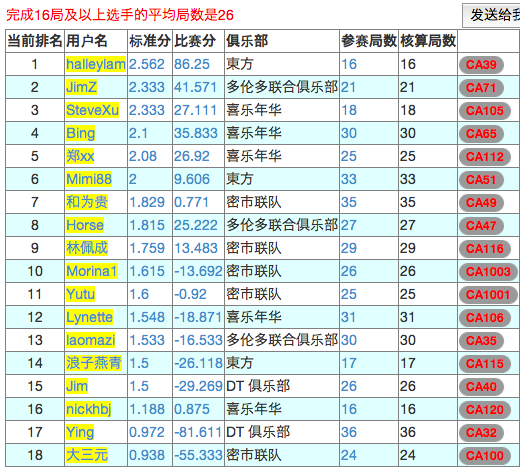 完成16局及以上选手的平均局数是26 发送给我
当前排名 用户名 标准分 比赛分 俱乐部 参赛局数 核算局数
1 haileylam 2.562 86.25 東方 16 16 CA39
2 JimZ 2.333 41.571 多伦多联合俱乐部 21 21 CA71
3 SteveXu 2.333 27.111 喜乐年华 18 18 CA105
4 Bing 2.1 35.833 喜乐年华 30 30 CA65
5 郑xx 2.08 26.92 喜乐年华 25 25 CA112
6 Mimi88 2 9.606 東方 33 33 CA51
7 和为贵 1.829 0.771 密市联队 35 35 CA49
8 Horse 1.815 25.222 多伦多联合俱乐部 27 27 CA47
9 林佩成 1.759 13.483 密市联队 29 29 CA116
10 Morina1 1.615 -13.692 密市联队 26 26 CA1003
11 Yutu 1.6 -0.92 密市联队 25 25 CA1001
12 Lynette 1.548 -18.871 喜乐年华 31 31 CA106
13 laomazi 1.533 -16.533 多伦多联合俱乐部 30 30 CA35
14 浪子燕青 1.5 -26.118 東方 17 17 CA115
15 Jim 1.5 -29.269 DT 俱乐部 26 26 CA40
16 nickhbj 1.188 0.875 喜乐年华 16 16 CA120
17 Ying 0.972 -81.611 DT 俱乐部 36 36 CA32
18 大三元 0.938 -55.333 密市联队 24 24 CA100